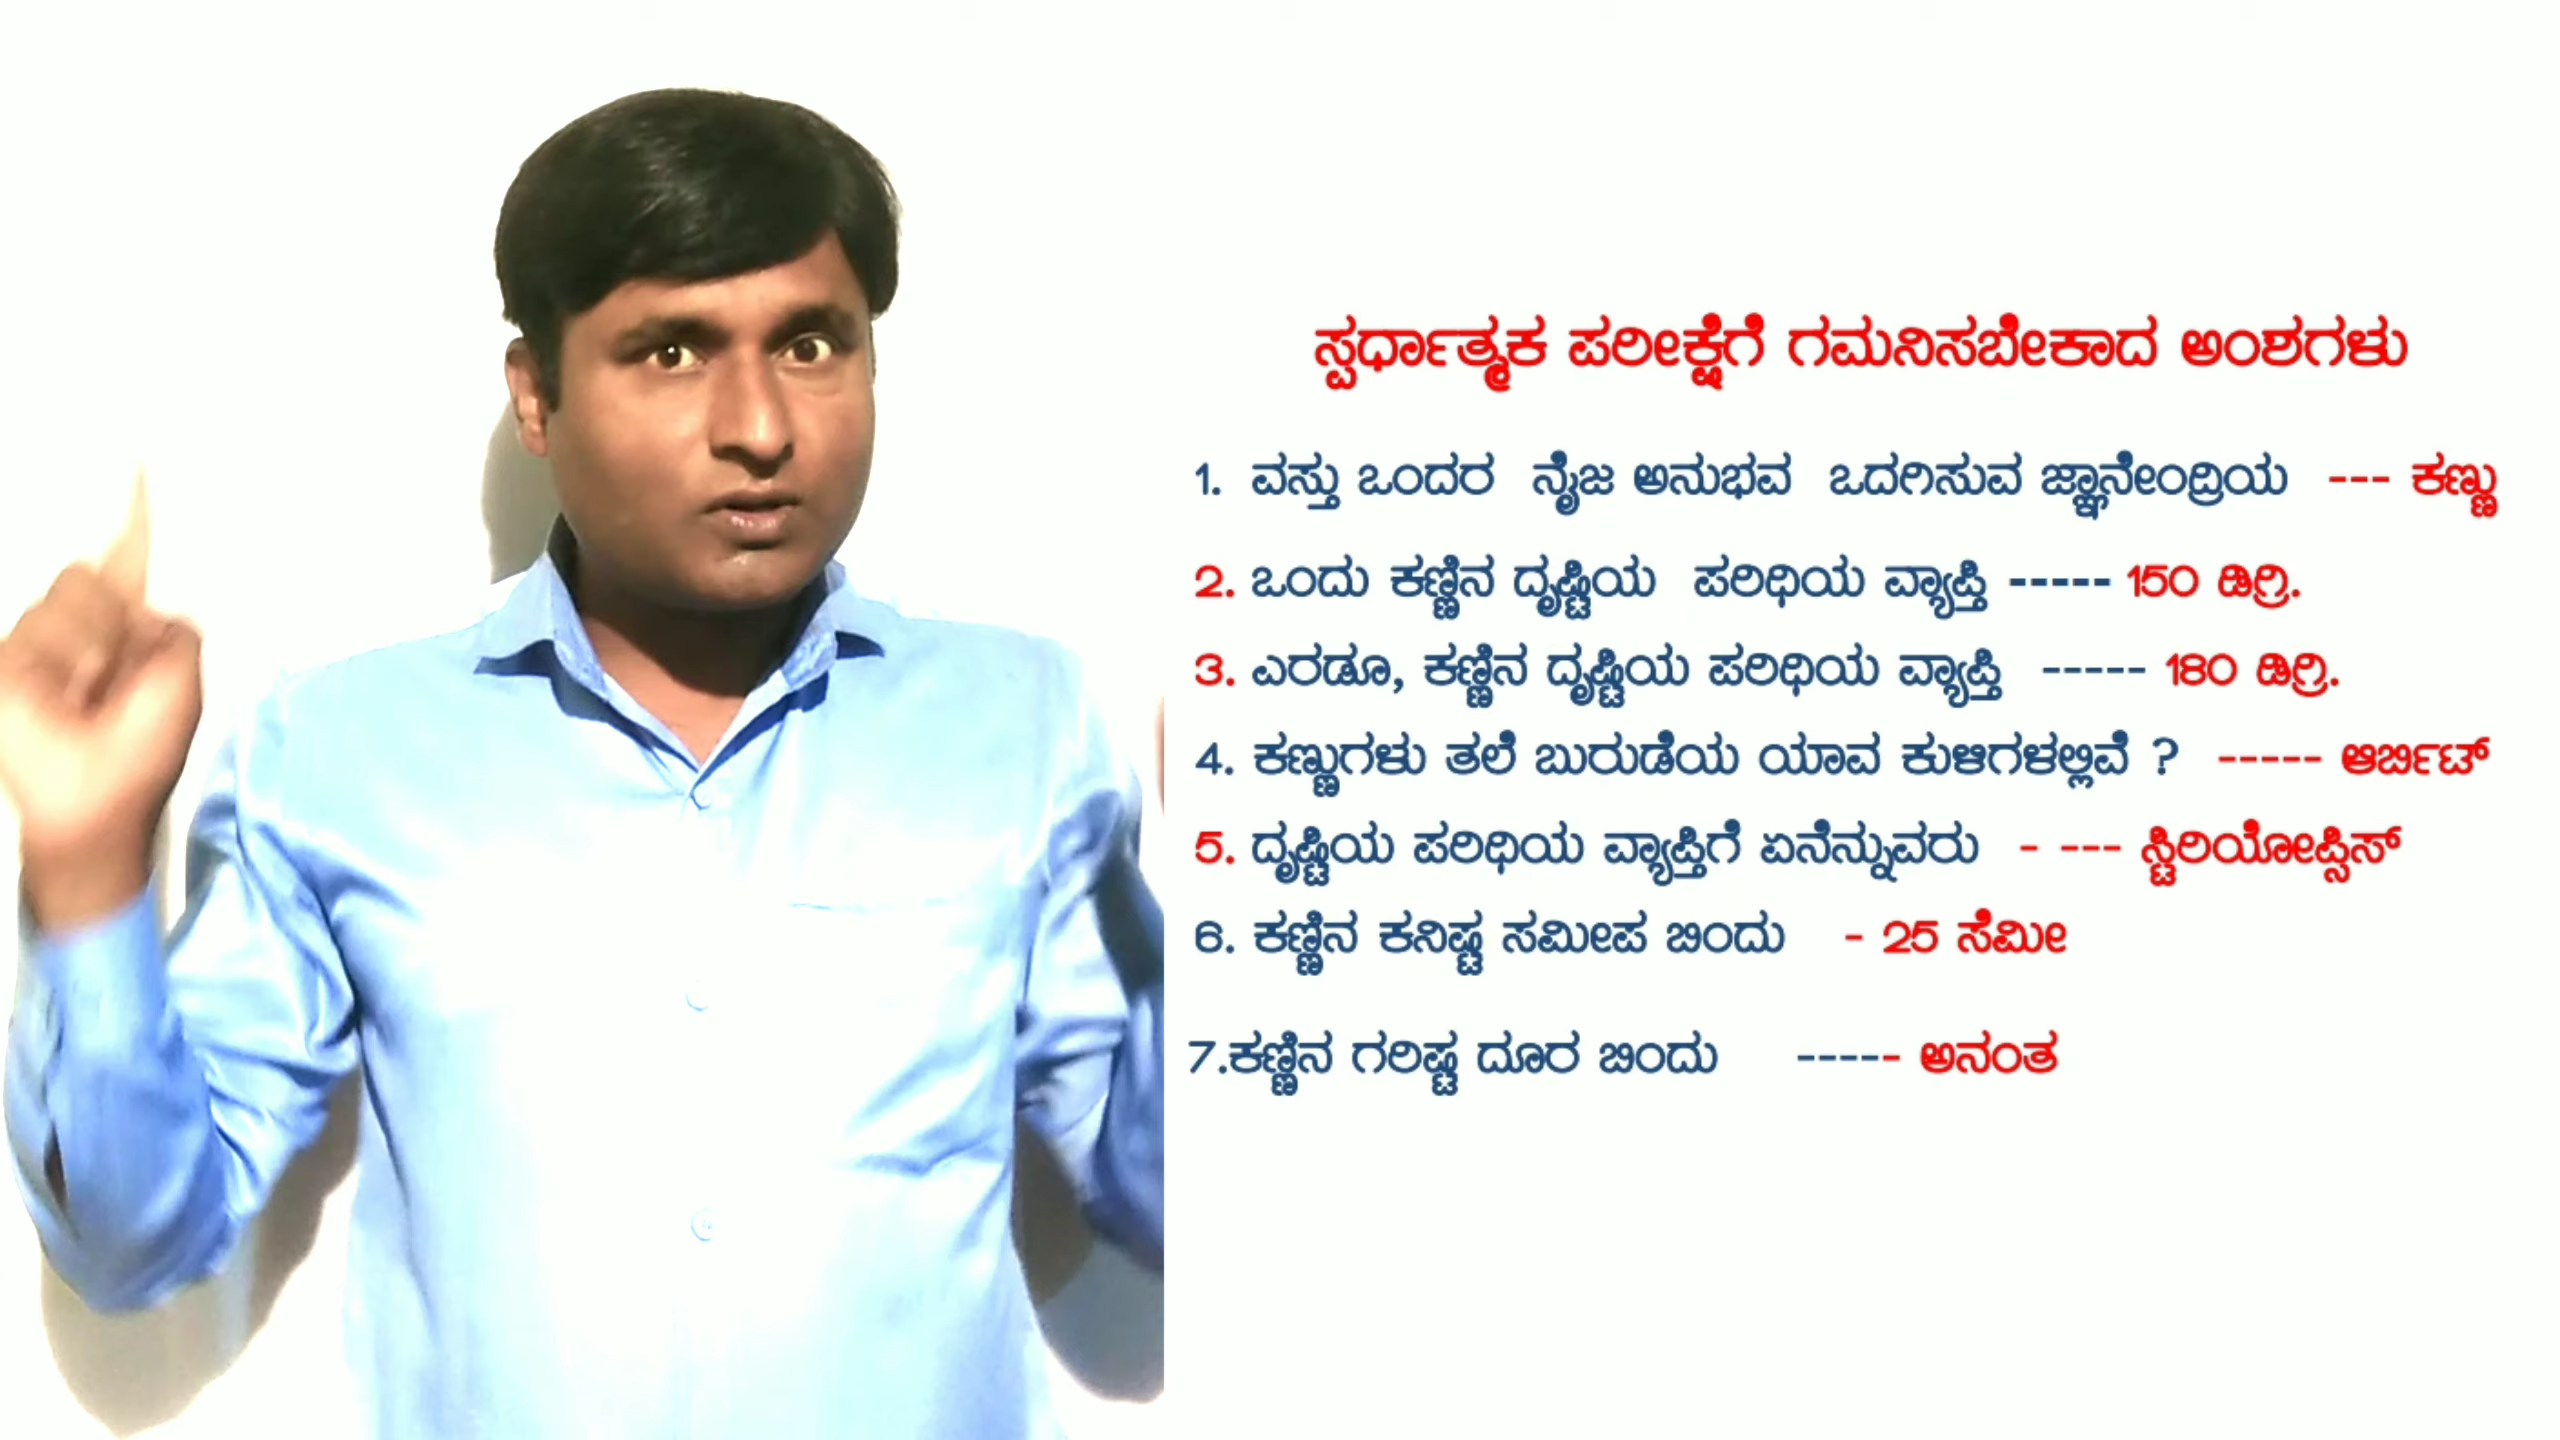 ಸ್ಪರ್ಧಾತ್ಮಕ ಪರೀಕ್ಷೆಗೆ ಗಮನಿಸಬೇಕಾದ ಅಂಶಗಳು
1. ವಸ್ತು ಒಂದರ ನೈಜ ಅನುಭವ ಒದಗಿಸುವ ಜ್ಞಾನೇಂದ್ರಿಯ --- ಕಣ್ಣು
2. ಒಂದು ಕಣ್ಣಿನ ದೃಷ್ಟಿಯ ಪರಿಧಿಯ ವ್ಯಾಪ್ತಿ ----- 150 ಡಿಗ್ರಿ.
3. ಎರಡೂ, ಕಣ್ಣಿನ ದೃಷ್ಟಿಯ ಪರಿಧಿಯ ವ್ಯಾಪ್ತಿ ----- 180 ಡಿಗ್ರಿ.
4. ಕಣ್ಣುಗಳು ತಲೆ ಬುರುಡೆಯ ಯಾವ ಕುಳಿಗಳಲ್ಲಿವೆ ? ----- ಆರ್ಬಿಟ್
5. ದೃಷ್ಟಿಯ ಪರಿಧಿಯ ವ್ಯಾಪ್ತಿಗೆ ಏನೆನ್ನುವರು - --- ಸ್ಟಿರಿಯೋಪ್ಸಿಸ್
6. ಕಣ್ಣಿನ ಕನಿಷ್ಟ ಸಮೀಪ ಬಿಂದು - 25 ಸೆಮೀ
7.ಕಣ್ಣಿನ ಗರಿಷ್ಟ ದೂರ ಬಿಂದು ----- ಅನಂತ